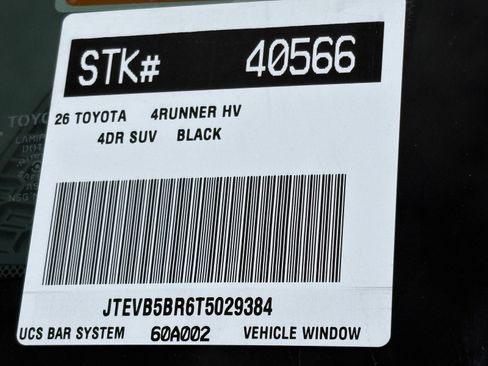 STK# 40566
26 TOYOTA 4RUNNER HV
4DR SUV BLACK
JTEVB5BR6T5029384
UCS BAR SYSTEM 60A002 VEHICLE WINDOW